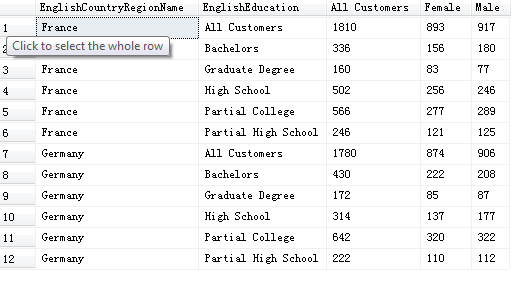 EnglishCountryRegionName EnglishEducation All Customers Female Male
1 France All Customers 1810 893 917
2 Click to select the whole row Bachelors 336 156 180
3 France Graduate Degree 160 83 77
4 France High School 502 256 246
5 France Partial College 566 277 289
6 France Partial High School 246 121 125
7 Germany All Customers 1780 874 906
8 Germany Bachelors 430 222 208
9 Germany Graduate Degree 172 85 87
10 Germany High School 314 137 177
11 Germany Partial College 642 320 322
12 Germany Partial High School 222 110 112